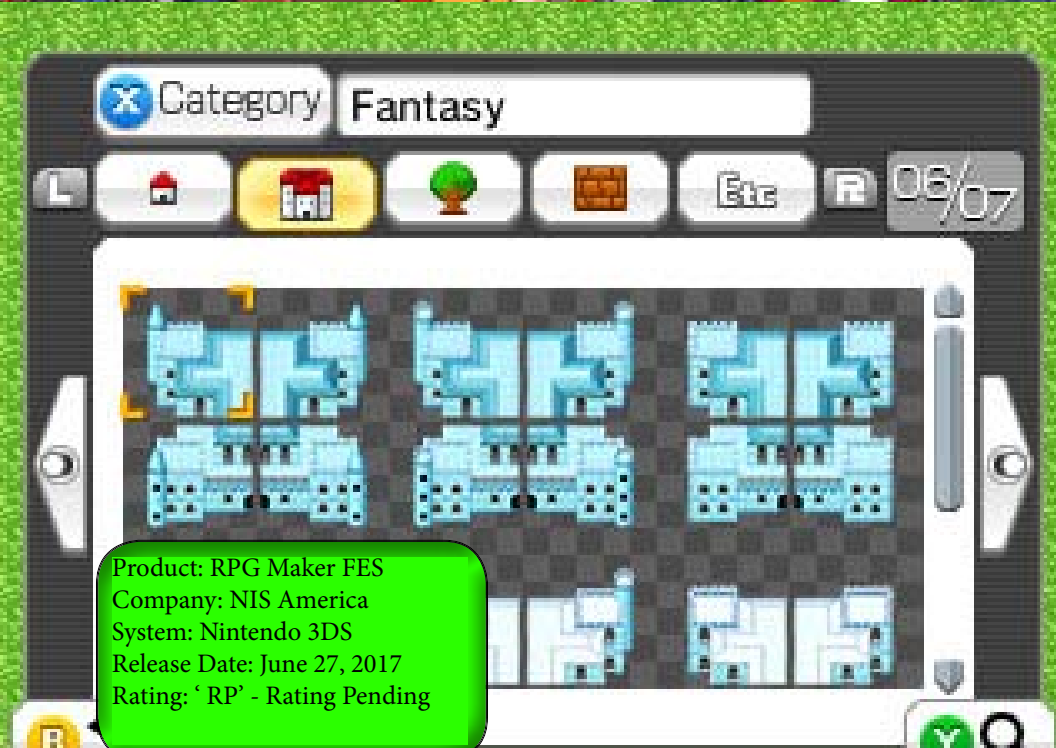 X Category Fantasy
L Etc R 06/07
Product: RPG Maker FES
Company: NIS America
System: Nintendo 3DS
Release Date: June 27, 2017
Rating: ‘ RP’ - Rating Pending
B Y